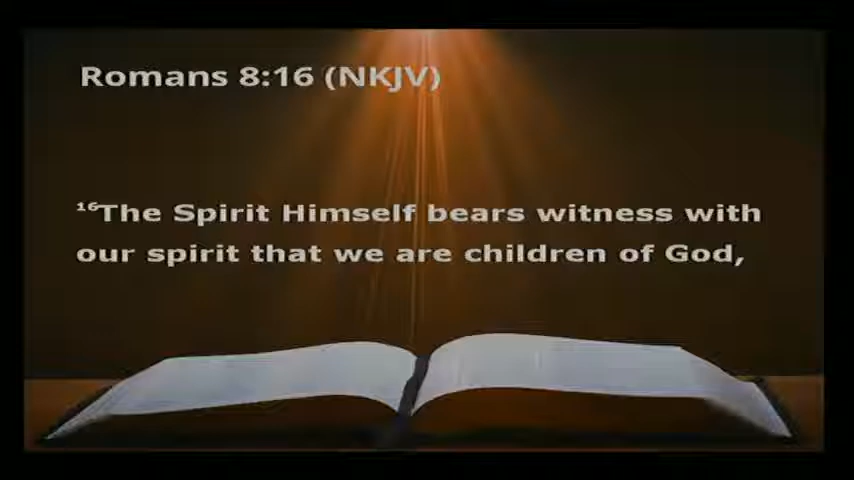 Romans 8:16 (NKJV)
¹⁶The Spirit Himself bears witness with
our spirit that we are children of God,